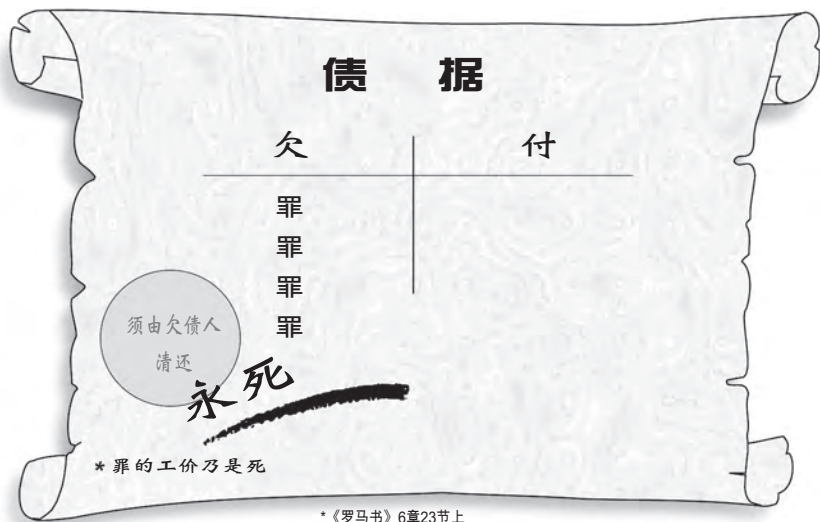 债 据
欠 付
罪
罪
罪
罪
须由欠债人
清还
永死
* 罪的工价乃是死
*《罗马书》6章23节上